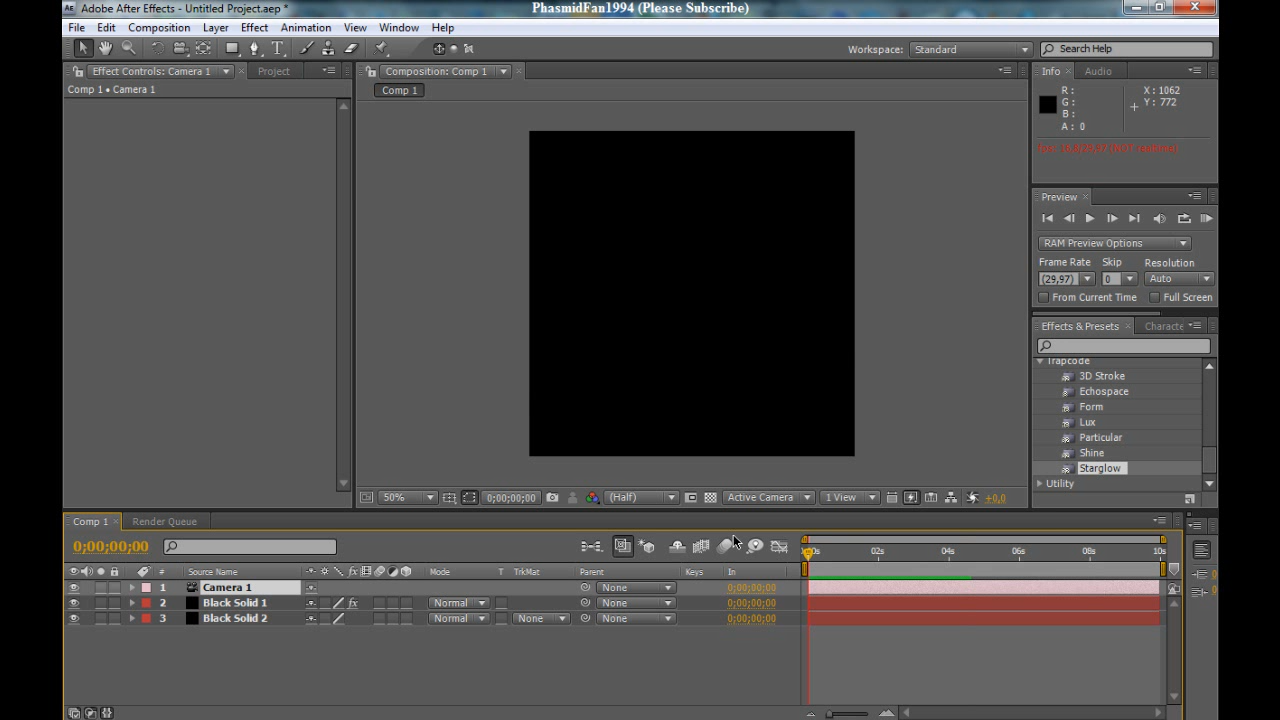 Adobe After Effects - Untitled Project.aep *
PhasmidFan1994 (Please Subscribe)
File Edit Composition Layer Effect Animation View Window Help
Workspace: Standard Search Help
Effect Controls: Camera 1 Project
Composition: Comp 1
Info Audio
Comp 1 • Camera 1
Comp 1
R :
G :
B :
A : 0
X : 1062
Y : 772
Preview
RAM Preview Options
Frame Rate Skip Resolution
(29,97) 0 Auto
From Current Time Full Screen
Effects & Presets Characte
Trapcode
3D Stroke
Echospace
Form
Lux
Particular
Shine
Starglow
Utility
50% 0;00;00;00 (Half) Active Camera 1 View +0,0
Comp 1 Render Queue
0;00;00;00
02s 04s 06s 08s 10s
# Source Name Mode T TrkMat Parent Keys In
1 Camera 1 None 0;00;00;00
2 Black Solid 1 fx Normal None 0;00;00;00
3 Black Solid 2 Normal None None 0;00;00;00